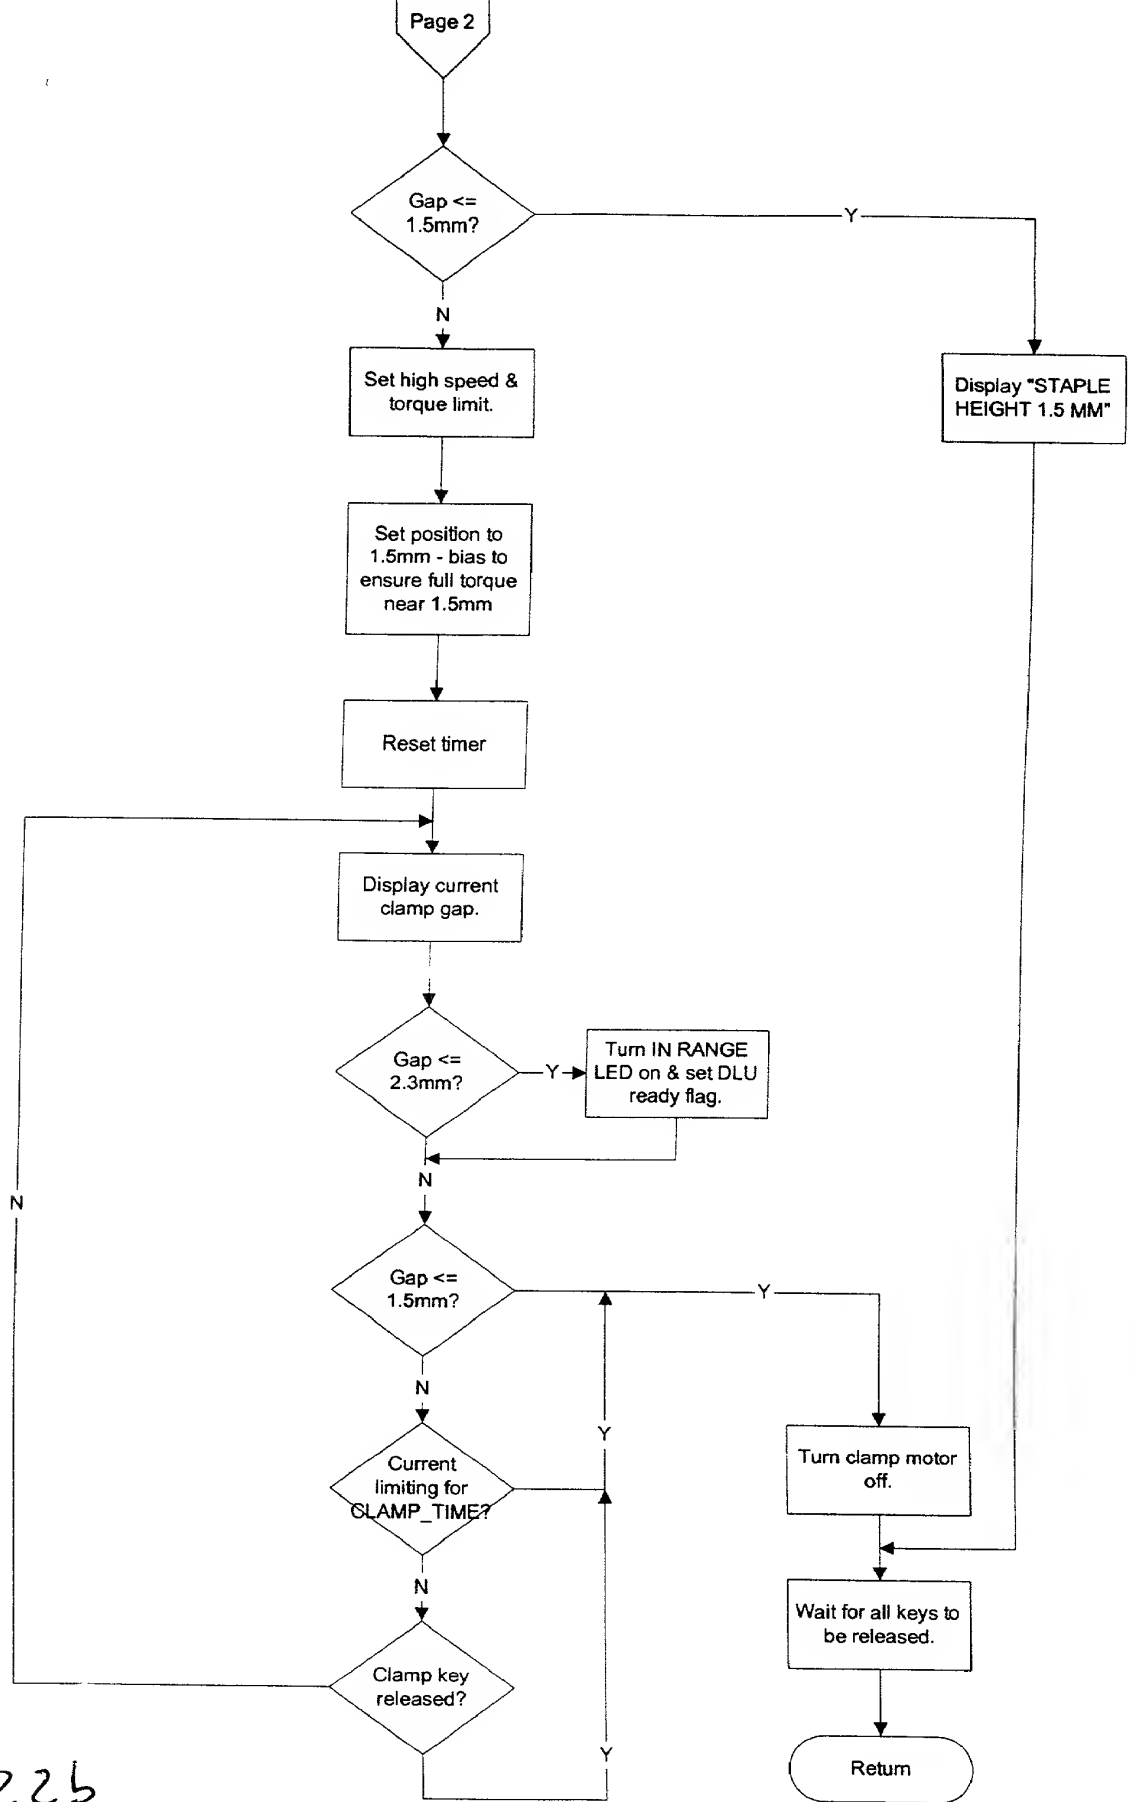 Page 2
Gap <=
1.5mm?
Y
N
Set high speed &
torque limit.
Display "STAPLE
HEIGHT 1.5 MM"
Set position to
1.5mm - bias to
ensure full torque
near 1.5mm
Reset timer
Display current
clamp gap.
Gap <=
2.3mm?
Y
Turn IN RANGE
LED on & set DLU
ready flag.
N
N
Gap <=
1.5mm?
Y
N
Current
limiting for
CLAMP_TIME?
Y
Turn clamp motor
off.
N
Wait for all keys to
be released.
Clamp key
released?
Y
Return
22b